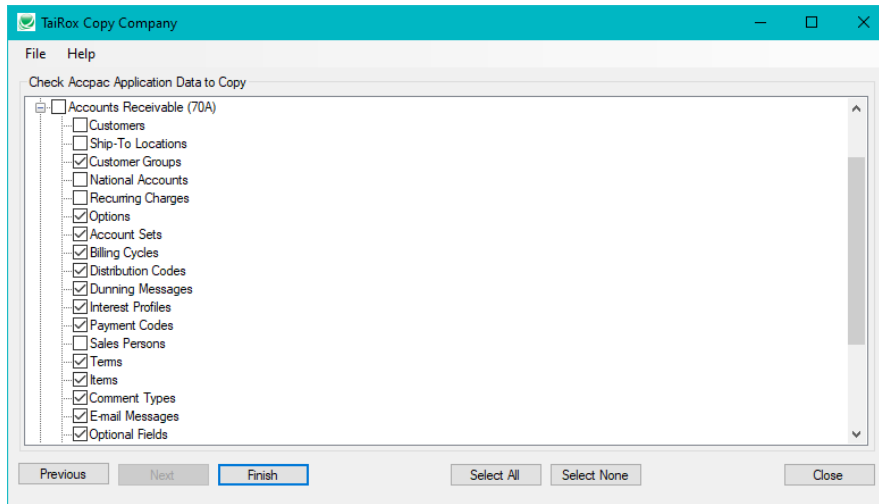 TaiRox Copy Company
File Help
Check Accpac Application Data to Copy
Accounts Receivable (70A)
Customers
Ship-To Locations
Customer Groups
National Accounts
Recurring Charges
Options
Account Sets
Billing Cycles
Distribution Codes
Dunning Messages
Interest Profiles
Payment Codes
Sales Persons
Terms
Items
Comment Types
E-mail Messages
Optional Fields
Previous Next Finish Select All Select None Close